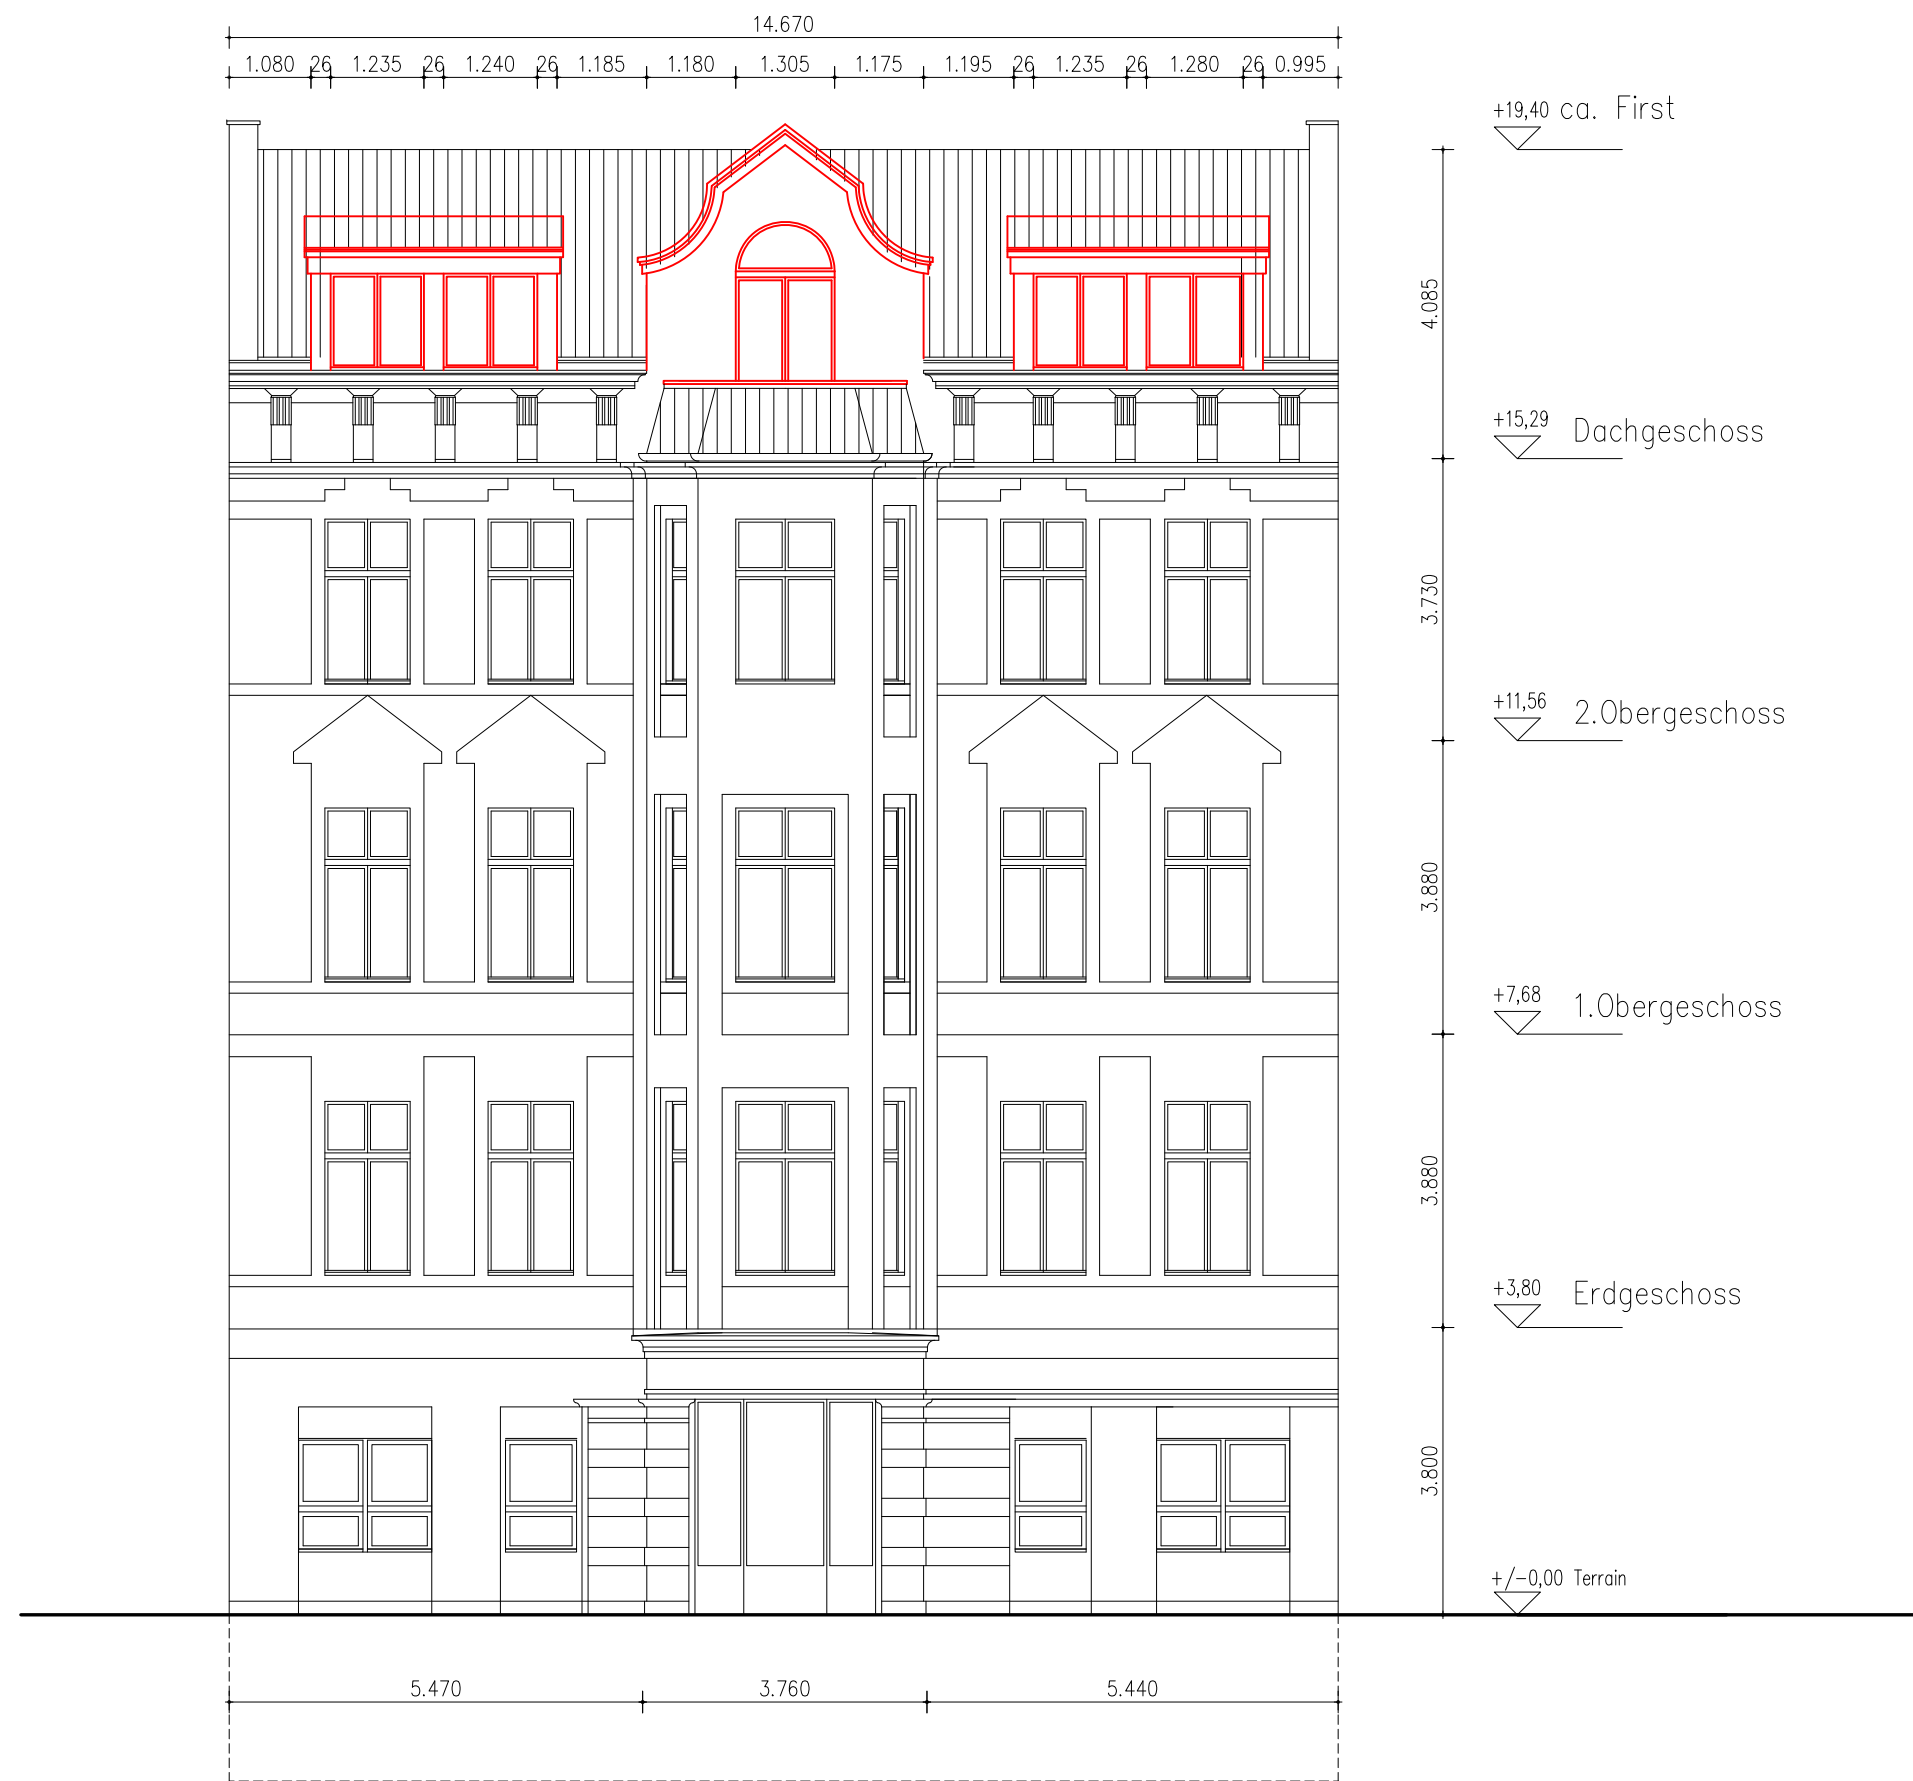 14.670
1.080 26 1.235 26 1.240 26 1.185 1.180 1.305 1.175 1.195 26 1.235 26 1.280 26 0.995
+19,40 ca. First
4.085
+15,29 Dachgeschoss
3.730
+11,56 2.Obergeschoss
3.880
+7,68 1.Obergeschoss
3.880
+3,80 Erdgeschoss
3.800
+/-0,00 Terrain
5.470 3.760 5.440